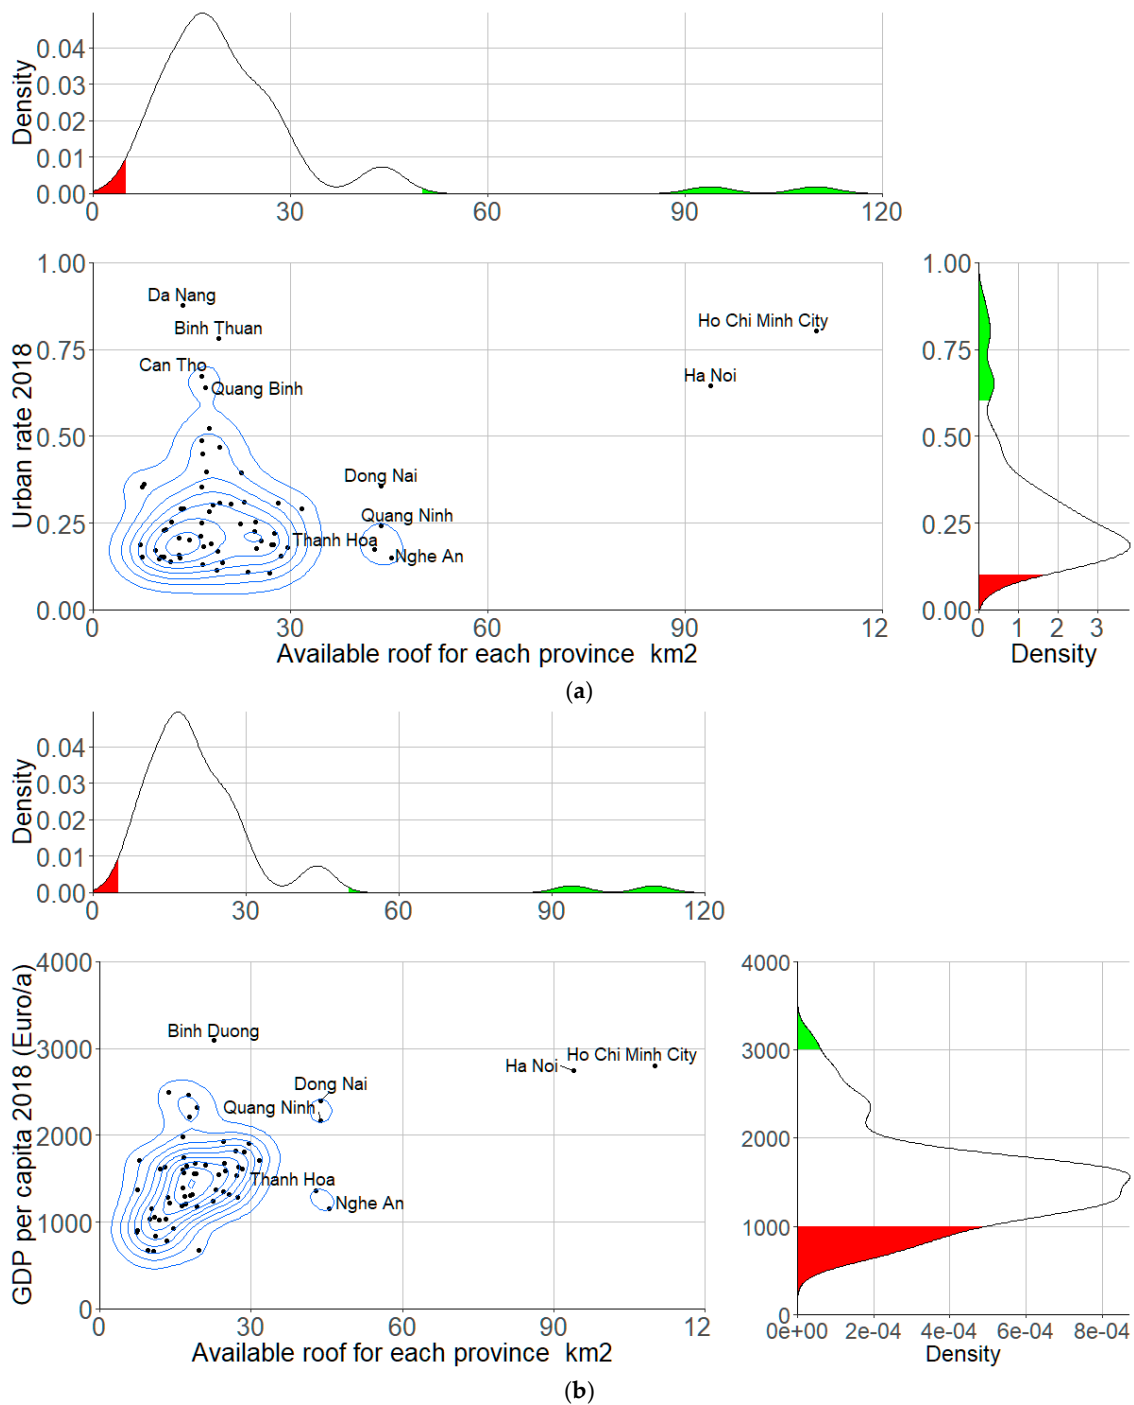 Density
0.04
0.03
0.02
0.01
0.00
0 30 60 90 120
Urban rate 2018
1.00
0.75
0.50
0.25
0.00
Da Nang
Binh Thuan
Can Tho
Quang Binh
Ho Chi Minh City
Ha Noi
Dong Nai
Quang Ninh
Thanh Hoa
Nghe An
0 30 60 90 12
Available roof for each province km2
1.00
0.75
0.50
0.25
0.00
0 1 2 3
Density
(a)
Density
0.04
0.03
0.02
0.01
0.00
0 30 60 90 120
GDP per capita 2018 (Euro/a)
4000
3000
2000
1000
0
Binh Duong
Ho Chi Minh City
Ha Noi
Dong Nai
Quang Ninh
Thanh Hoa
Nghe An
0 30 60 90 12
Available roof for each province km2
4000
3000
2000
1000
0
0e+00 2e-04 4e-04 6e-04 8e-04
Density
(b)